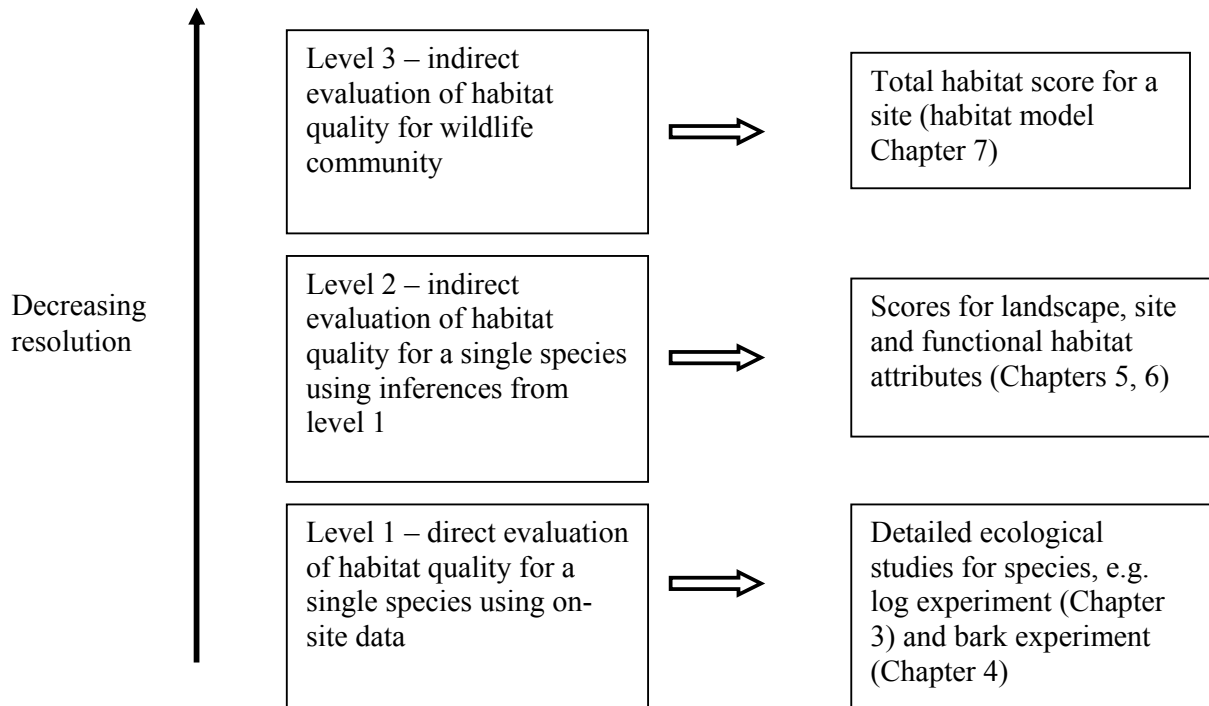 Level 3 – indirect
evaluation of habitat
quality for wildlife
community
Total habitat score for a
site (habitat model
Chapter 7)
Decreasing
resolution
Level 2 – indirect
evaluation of habitat
quality for a single species
using inferences from
level 1
Scores for landscape, site
and functional habitat
attributes (Chapters 5, 6)
Level 1 – direct evaluation
of habitat quality for a
single species using on-
site data
Detailed ecological
studies for species, e.g.
log experiment (Chapter
3) and bark experiment
(Chapter 4)